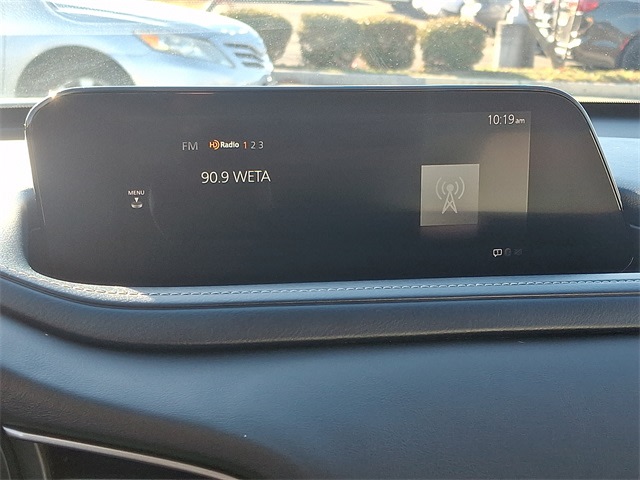 10:19am
FM HD Radio 1 2 3
90.9 WETA
MENU